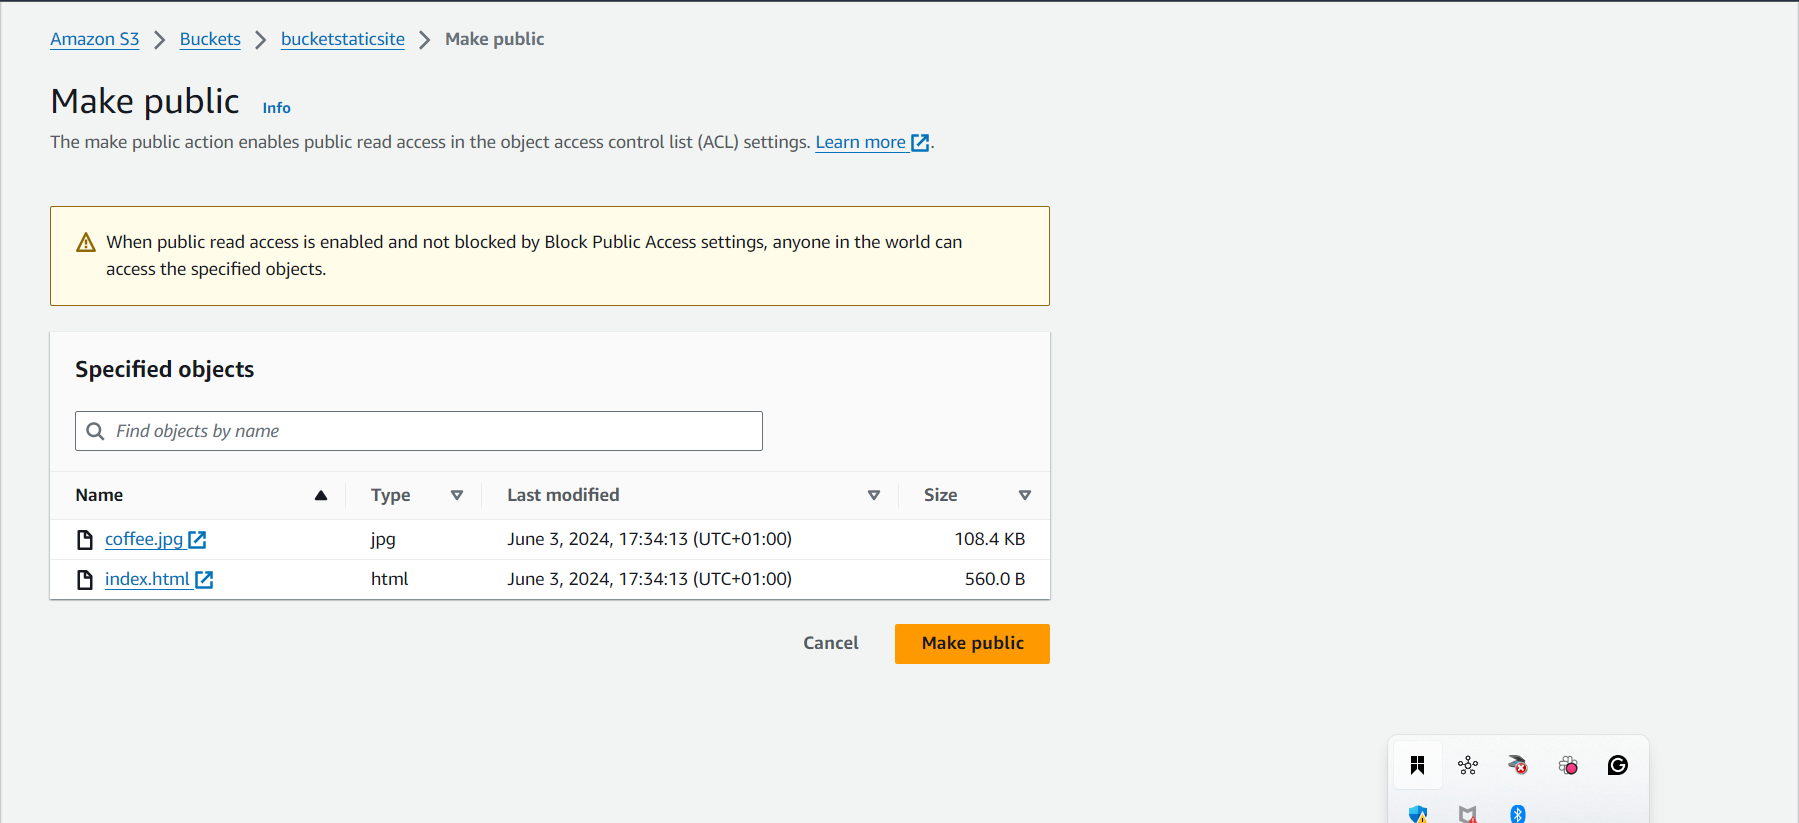 Amazon S3 > Buckets > bucketstaticsite > Make public
Make public Info
The make public action enables public read access in the object access control list (ACL) settings. Learn more.
When public read access is enabled and not blocked by Block Public Access settings, anyone in the world can
access the specified objects.
Specified objects
Find objects by name
Name Type Last modified Size
coffee.jpg jpg June 3, 2024, 17:34:13 (UTC+01:00) 108.4 KB
index.html html June 3, 2024, 17:34:13 (UTC+01:00) 560.0 B
Cancel Make public